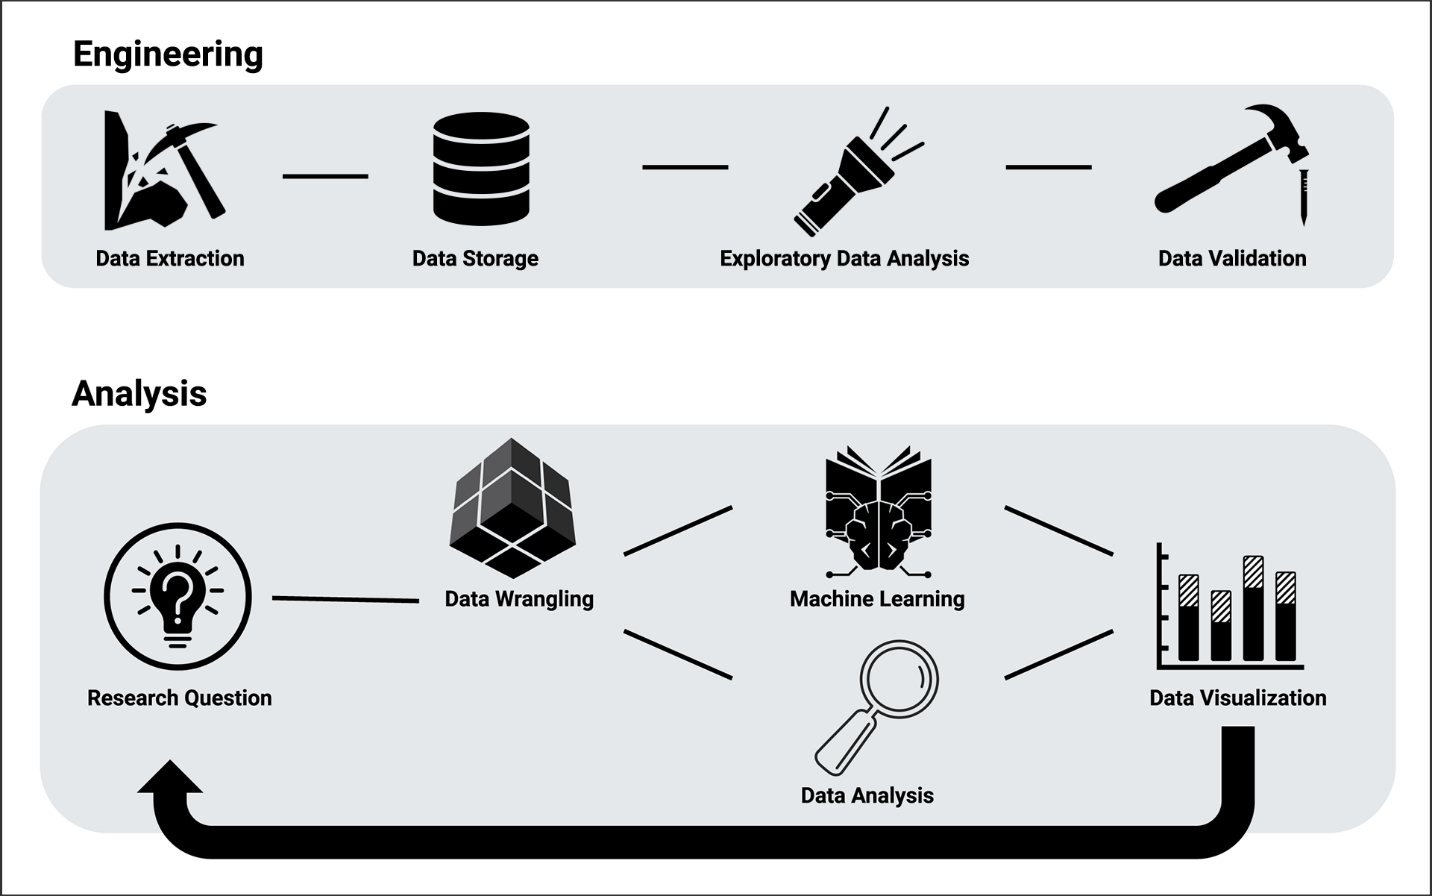 Engineering
Data Extraction
Data Storage
Exploratory Data Analysis
Data Validation
Analysis
Research Question
Data Wrangling
Machine Learning
Data Analysis
Data Visualization